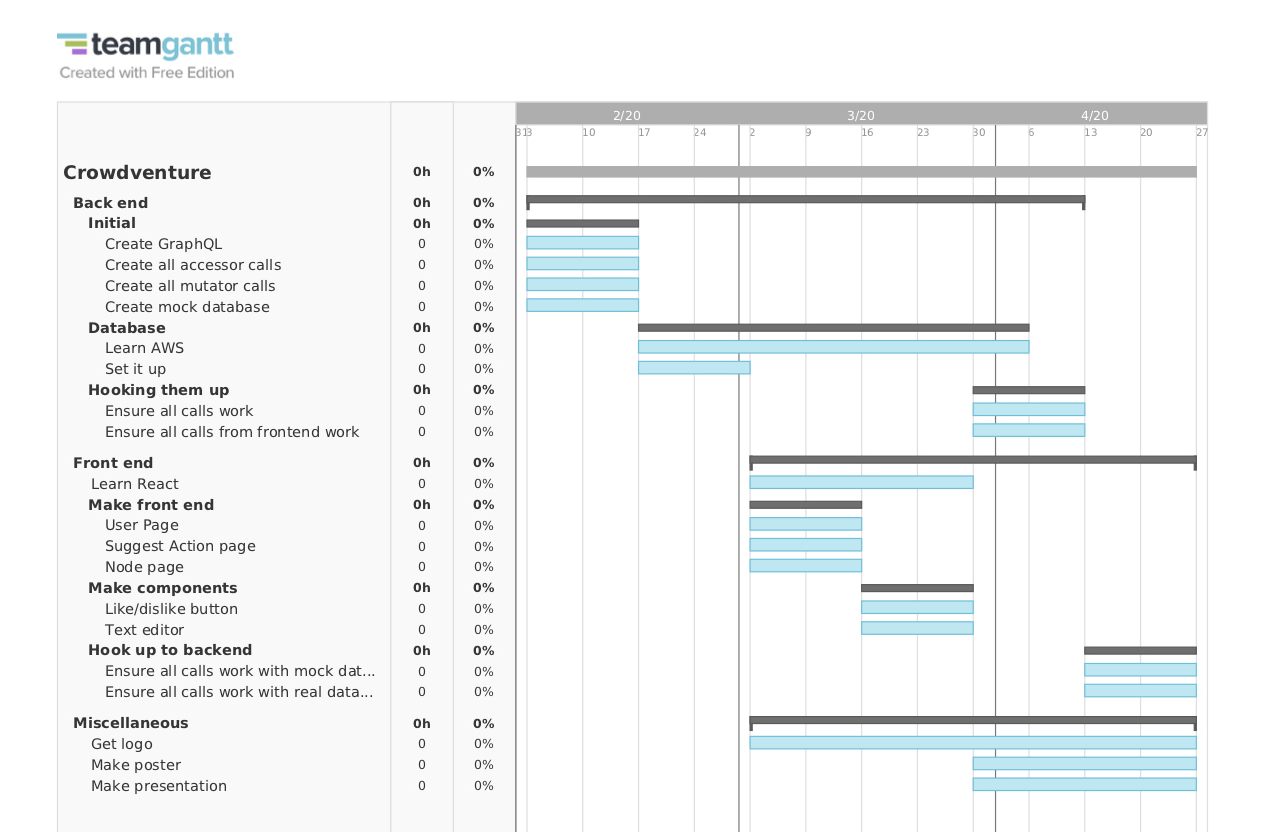 teamgantt
Created with Free Edition
2/20 3/20 4/20
31 3 10 17 24 2 9 16 23 30 6 13 20 27
Crowdventure 0h 0%
Back end 0h 0%
Initial 0h 0%
Create GraphQL 0 0%
Create all accessor calls 0 0%
Create all mutator calls 0 0%
Create mock database 0 0%
Database 0h 0%
Learn AWS 0 0%
Set it up 0 0%
Hooking them up 0h 0%
Ensure all calls work 0 0%
Ensure all calls from frontend work 0 0%
Front end 0h 0%
Learn React 0 0%
Make front end 0h 0%
User Page 0 0%
Suggest Action page 0 0%
Node page 0 0%
Make components 0h 0%
Like/dislike button 0 0%
Text editor 0 0%
Hook up to backend 0h 0%
Ensure all calls work with mock dat... 0 0%
Ensure all calls work with real data... 0 0%
Miscellaneous 0h 0%
Get logo 0 0%
Make poster 0 0%
Make presentation 0 0%